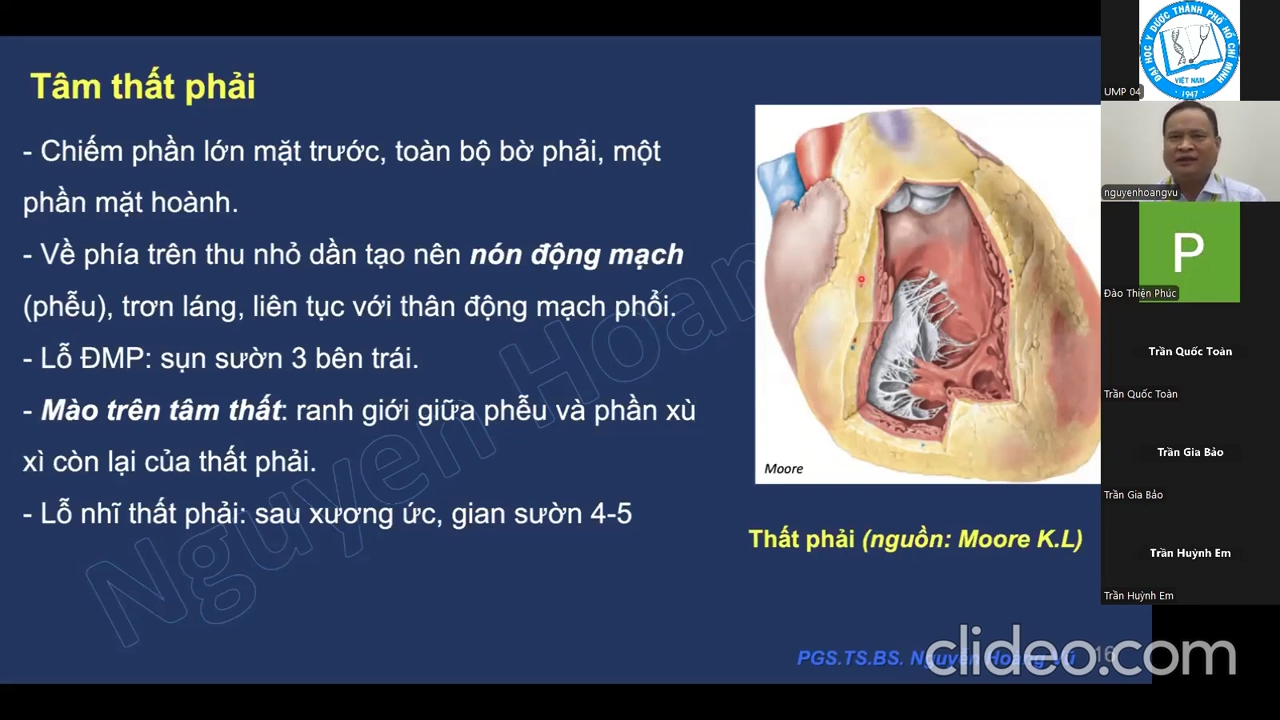 Tâm thất phải
- Chiếm phần lớn mặt trước, toàn bộ bờ phải, một
phần mặt hoành.
- Về phía trên thu nhỏ dần tạo nên nón động mạch
(phễu), trơn láng, liên tục với thân động mạch phổi.
- Lỗ ĐMP: sụn sườn 3 bên trái.
- Mào trên tâm thất: ranh giới giữa phễu và phần xù
xì còn lại của thất phải.
- Lỗ nhĩ thất phải: sau xương ức, gian sườn 4-5
Nguyen Hoang
Moore
Thất phải (nguồn: Moore K.L)
PGS.TS.BS. Nguyễn Hoàng Vũ
16
clideo.com
ĐẠI HỌC Y DƯỢC THÀNH PHỐ HỒ CHÍ MINH
VIỆT NAM
1947
UMP 04
nguyenhoangvu
P
Đào Thiện Phúc
Trần Quốc Toàn
Trần Quốc Toàn
Trần Gia Bảo
Trần Gia Bảo
Trần Huỳnh Em
Trần Huỳnh Em